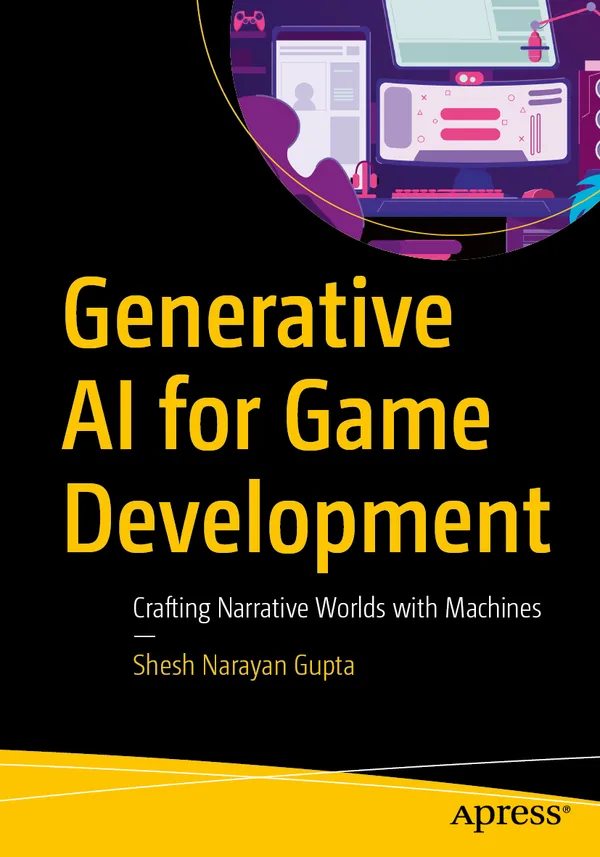 Generative
AI for Game
Development
Crafting Narrative Worlds with Machines
—
Shesh Narayan Gupta
Apress®